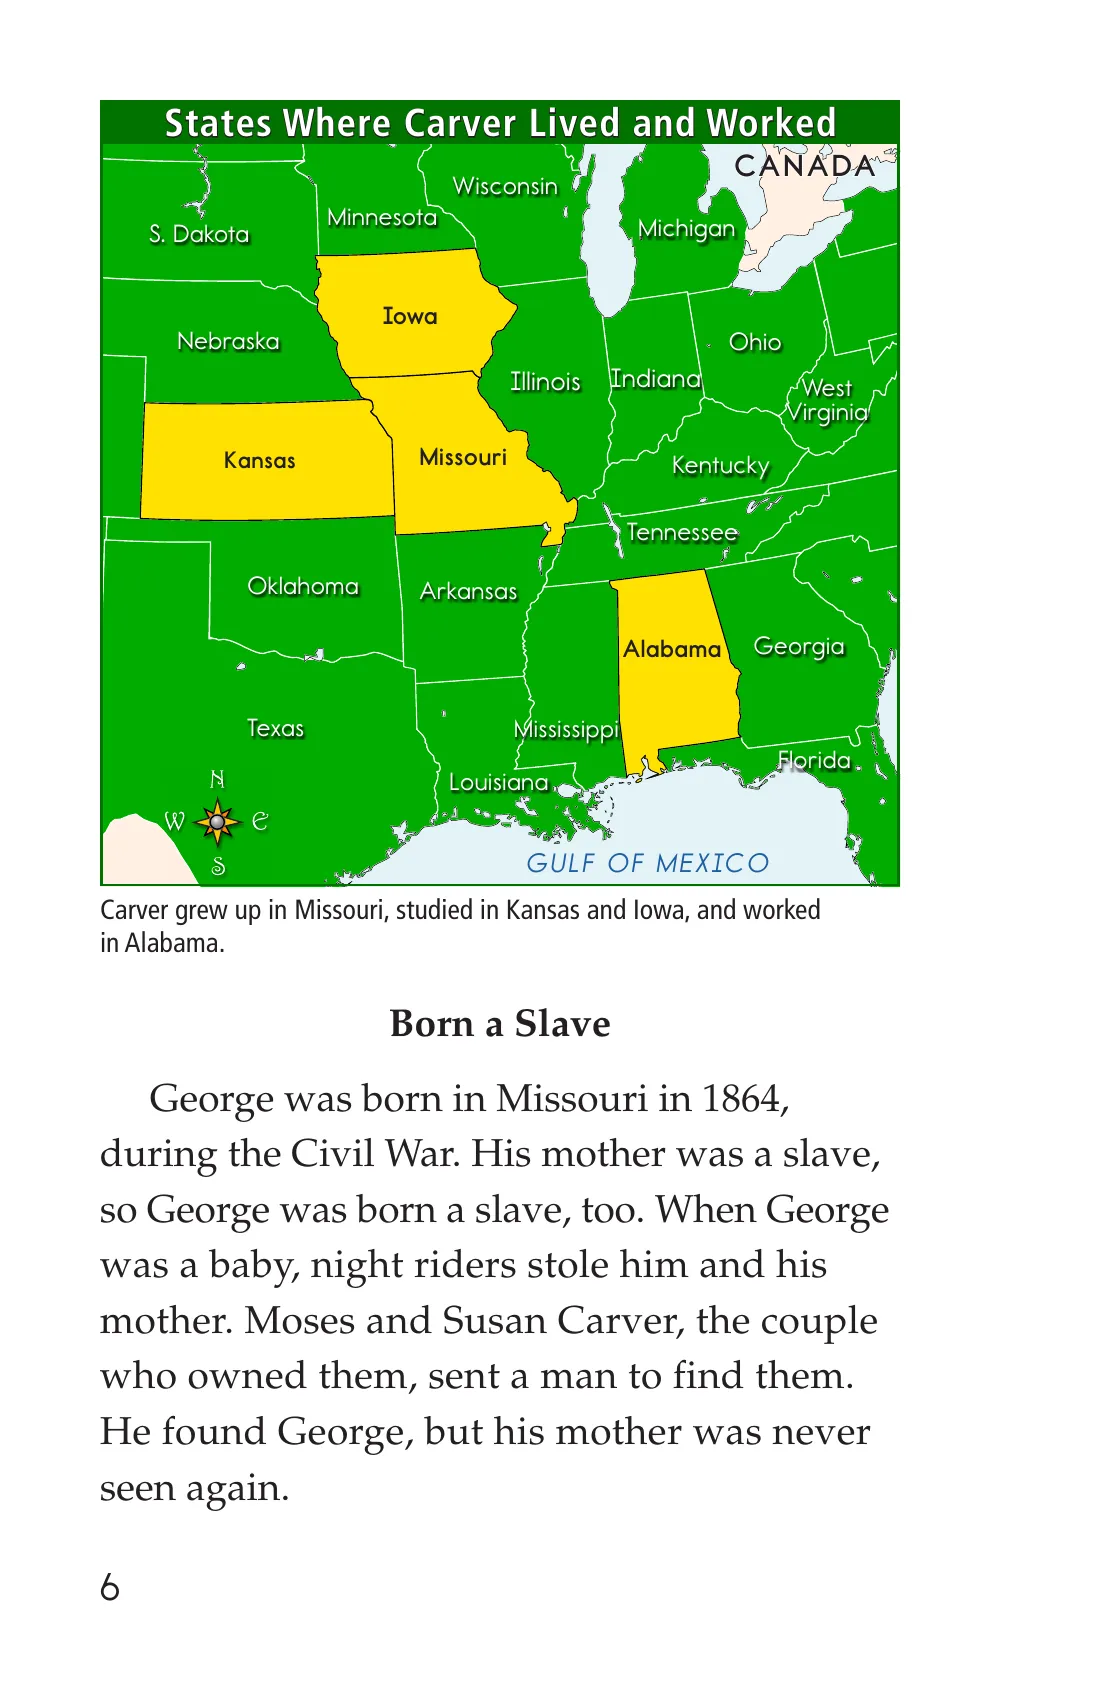 States Where Carver Lived and Worked
CANADA
Wisconsin
Minnesota
Michigan
S. Dakota
Iowa
Nebraska
Ohio
Illinois
Indiana
West
Virginia
Kansas
Missouri
Kentucky
Tennessee
Oklahoma
Arkansas
Alabama
Georgia
Texas
Mississippi
Florida
Louisiana
N
W
E
S
GULF OF MEXICO
Carver grew up in Missouri, studied in Kansas and Iowa, and worked
in Alabama.
Born a Slave
George was born in Missouri in 1864,
during the Civil War. His mother was a slave,
so George was born a slave, too. When George
was a baby, night riders stole him and his
mother. Moses and Susan Carver, the couple
who owned them, sent a man to find them.
He found George, but his mother was never
seen again.
6